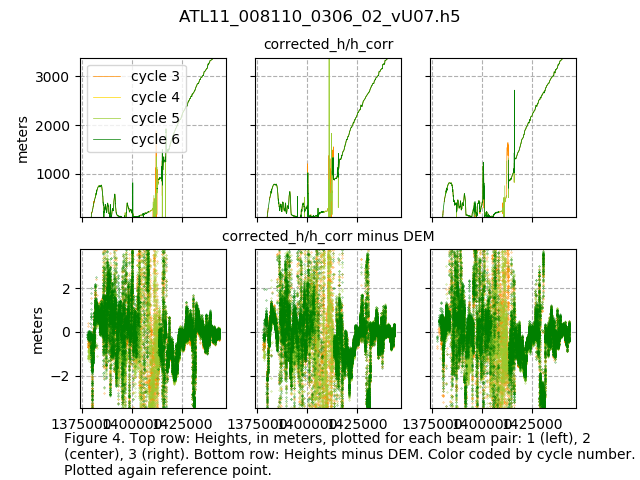 ATL11_008110_0306_02_vU07.h5
corrected_h/h_corr
3000
2000
1000
meters
cycle 3
cycle 4
cycle 5
cycle 6
corrected_h/h_corr minus DEM
2
0
−2
meters
1375000 1400000 1425000
1375000 1400000 1425000
1375000 1400000 1425000
Figure 4. Top row: Heights, in meters, plotted for each beam pair: 1 (left), 2
(center), 3 (right). Bottom row: Heights minus DEM. Color coded by cycle number.
Plotted again reference point.